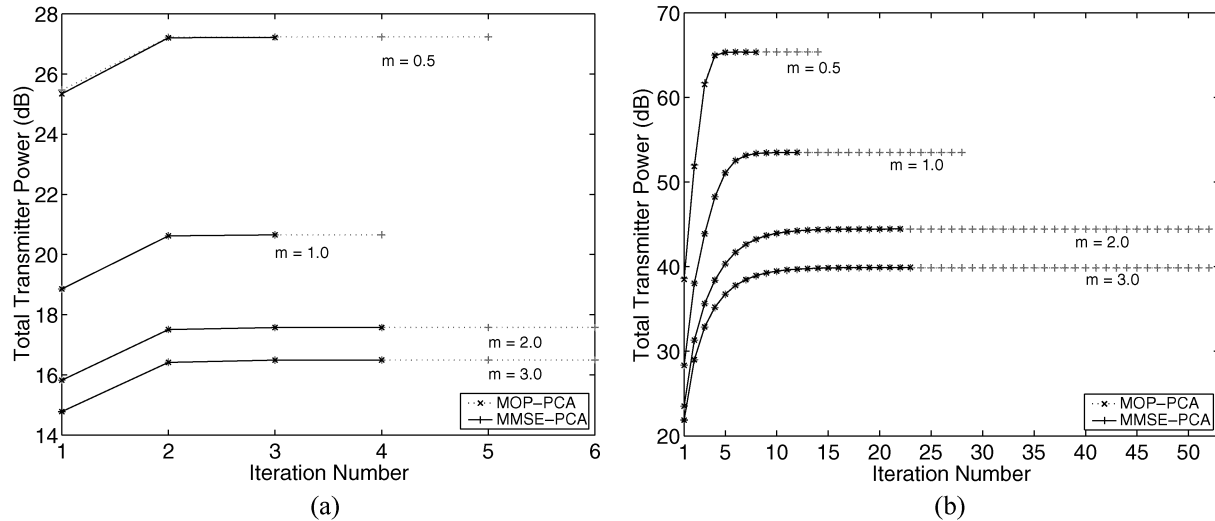 28
26
24
22
20
18
16
14
Total Transmitter Power (dB)
m = 0.5
m = 1.0
m = 2.0
m = 3.0
MOP-PCA
MMSE-PCA
1 2 3 4 5 6
Iteration Number
(a)
70
60
50
40
30
20
Total Transmitter Power (dB)
m = 0.5
m = 1.0
m = 2.0
m = 3.0
MOP-PCA
MMSE-PCA
1 5 10 15 20 25 30 35 40 45 50
Iteration Number
(b)